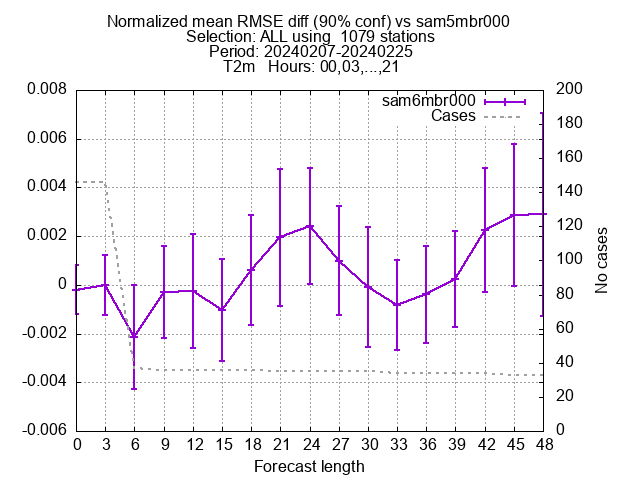 Normalized mean RMSE diff (90% conf) vs sam5mbr000
Selection: ALL using  1079 stations
Period: 20240207-20240225
T2m   Hours: 00,03,...,21
sam6mbr000
Cases
0.008
0.006
0.004
0.002
0
-0.002
-0.004
-0.006
200
180
160
140
120
100
80
60
40
20
0
No cases
0 3 6 9 12 15 18 21 24 27 30 33 36 39 42 45 48
Forecast length